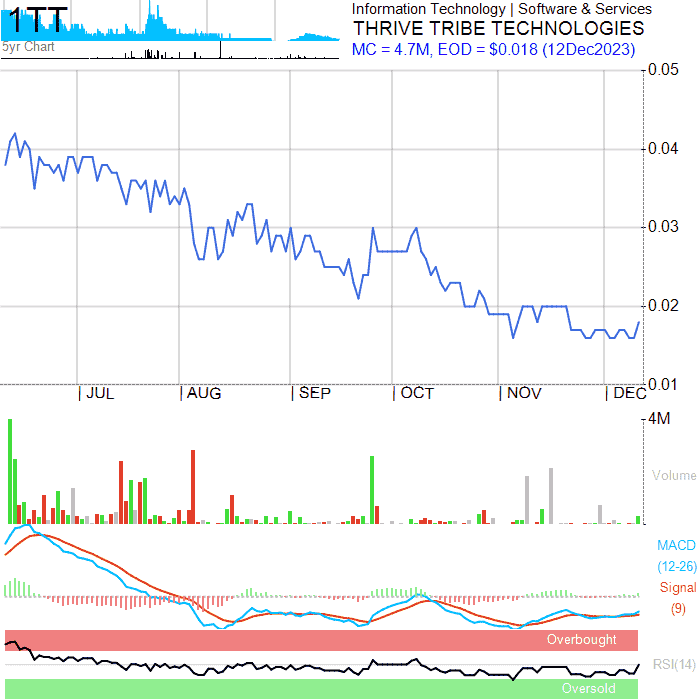 1TT
5yr Chart
Information Technology | Software & Services
THRIVE TRIBE TECHNOLOGIES
MC = 4.7M, EOD = $0.018 (12Dec2023)
0.05
0.04
0.03
0.02
0.01
| JUL | AUG | SEP | OCT | NOV | DEC
4M
Volume
MACD
(12-26)
Signal
(9)
Overbought
RSI(14)
Oversold